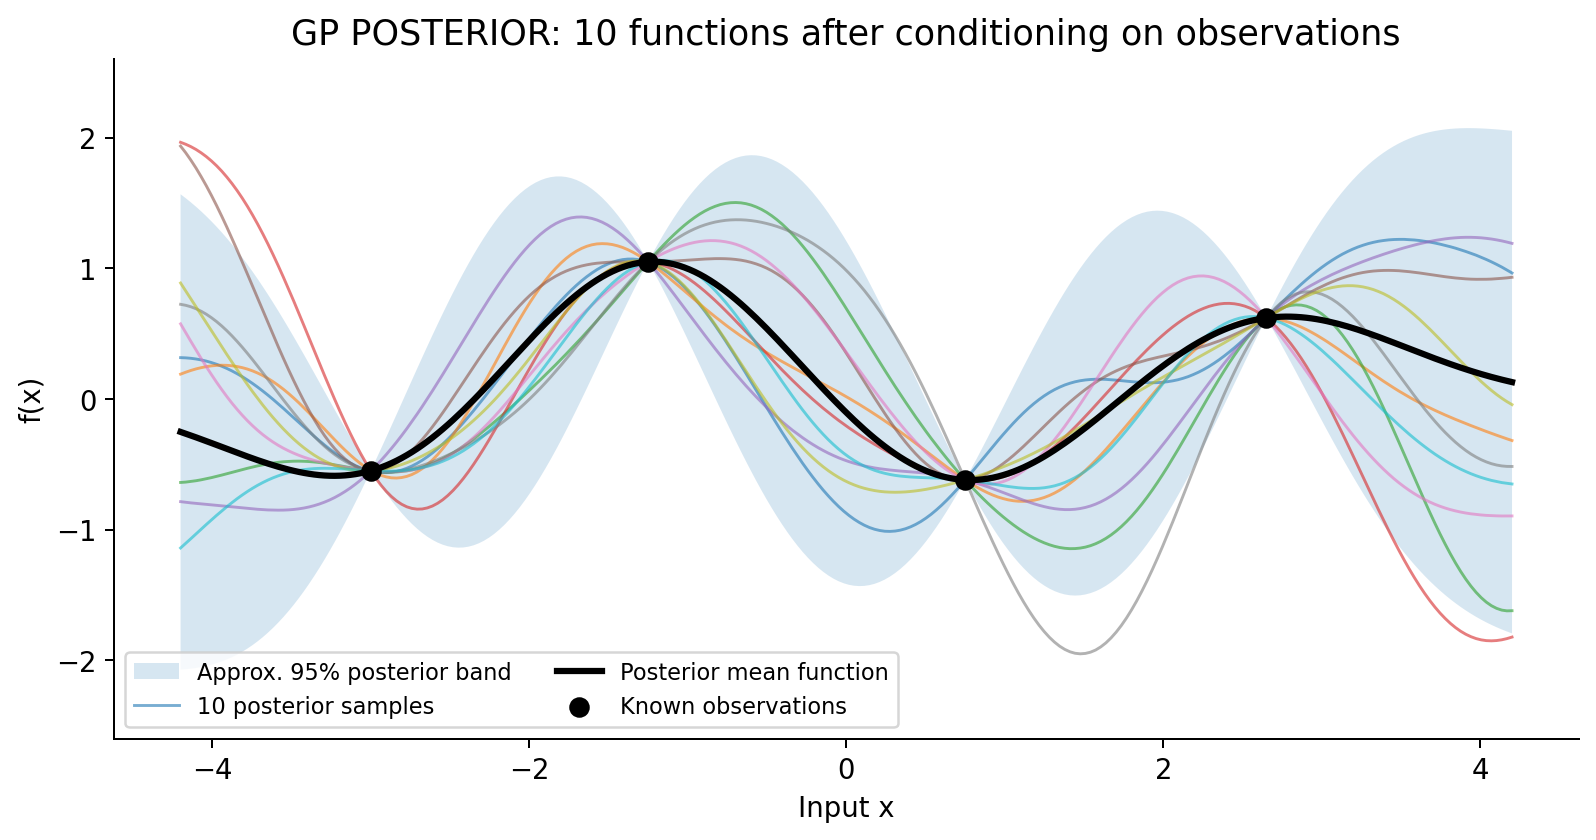 GP POSTERIOR: 10 functions after conditioning on observations
f(x)
2
1
0
−1
−2
Approx. 95% posterior band
10 posterior samples
Posterior mean function
Known observations
−4
−2
0
2
4
Input x